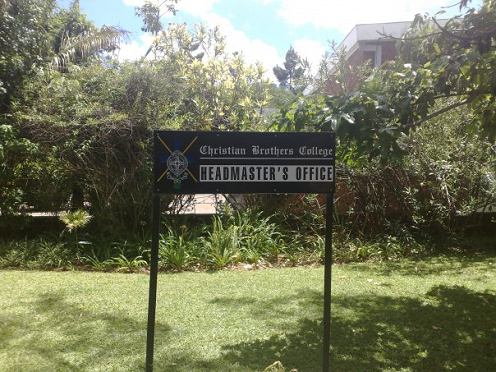 Christian Brothers College
HEADMASTER'S OFFICE